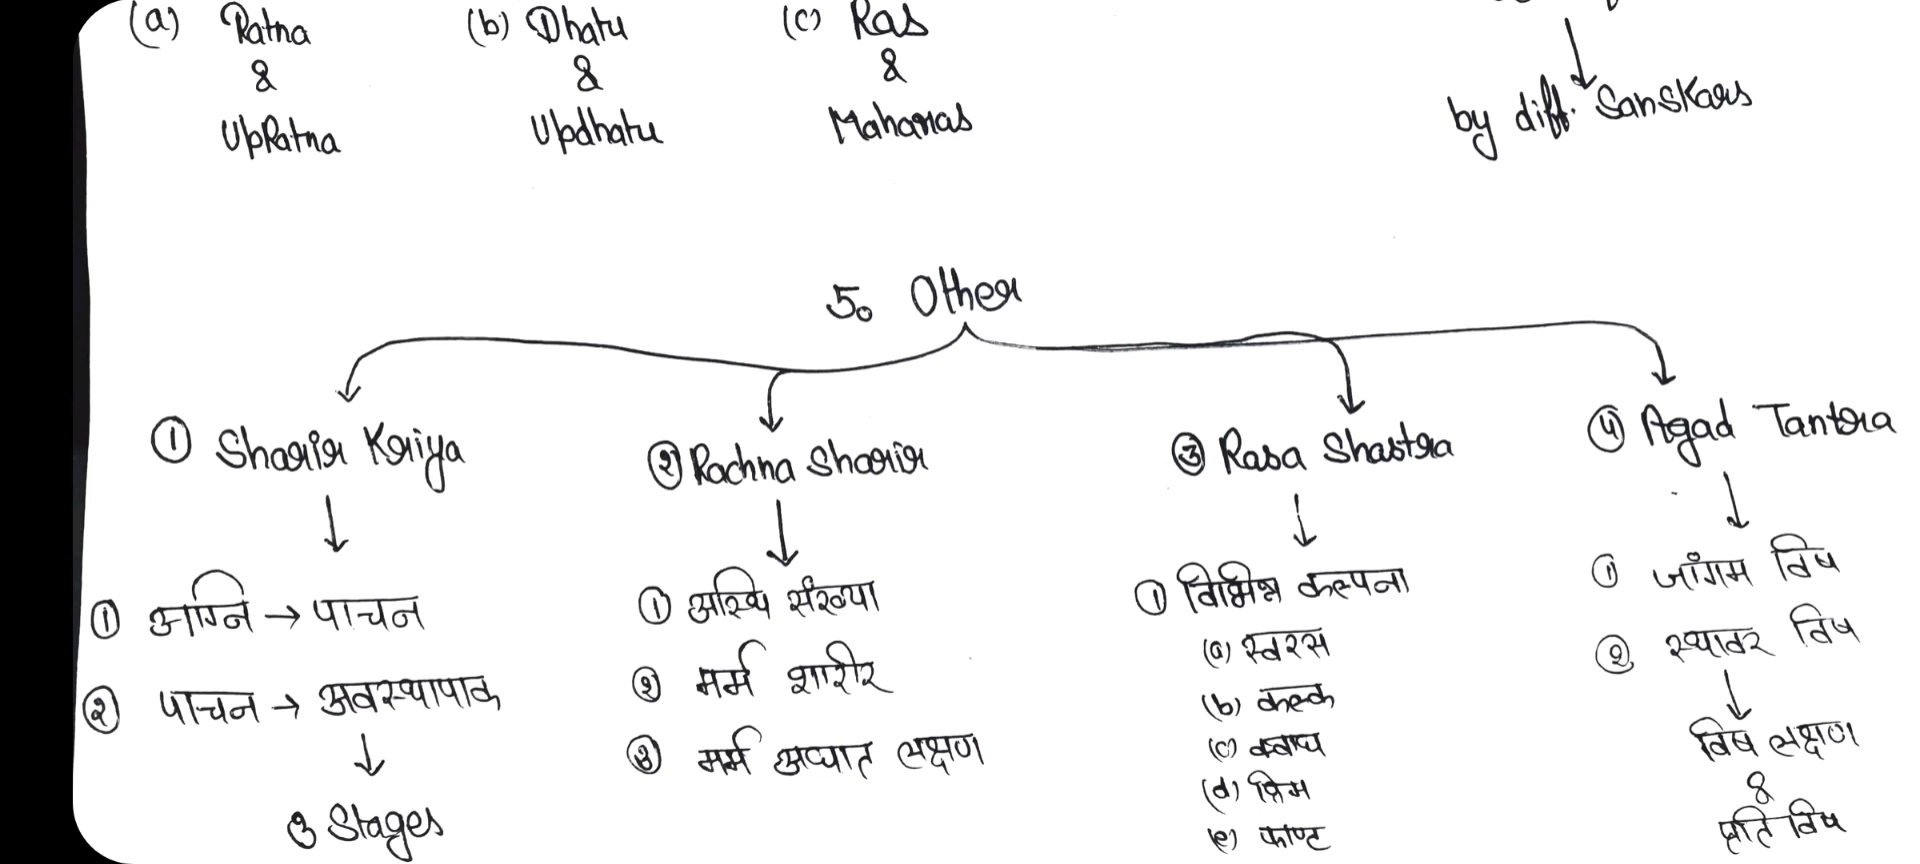 (a) Ratna (b) Dhatu (c) Ras
& & &
UpRatna Updhatu Maharas
by diff. Sanskars
5. Other
① Sharir Kriya ② Rachna Sharir ③ Rasa Shastra ④ Agad Tantra
① अग्नि → पाचन
② पाचन → अवस्थापाक
3 Stages
① अस्थि संख्या
② मर्म शारीर
③ मर्म अघात लक्षण
① विभिन्न कल्पना
(a) स्वरस
(b) कल्क
(c) क्वाथ
(d) हिम
(e) फाण्ट
① जाँगम विष
② स्थावर विष
विष लक्षण
&
प्रति विष